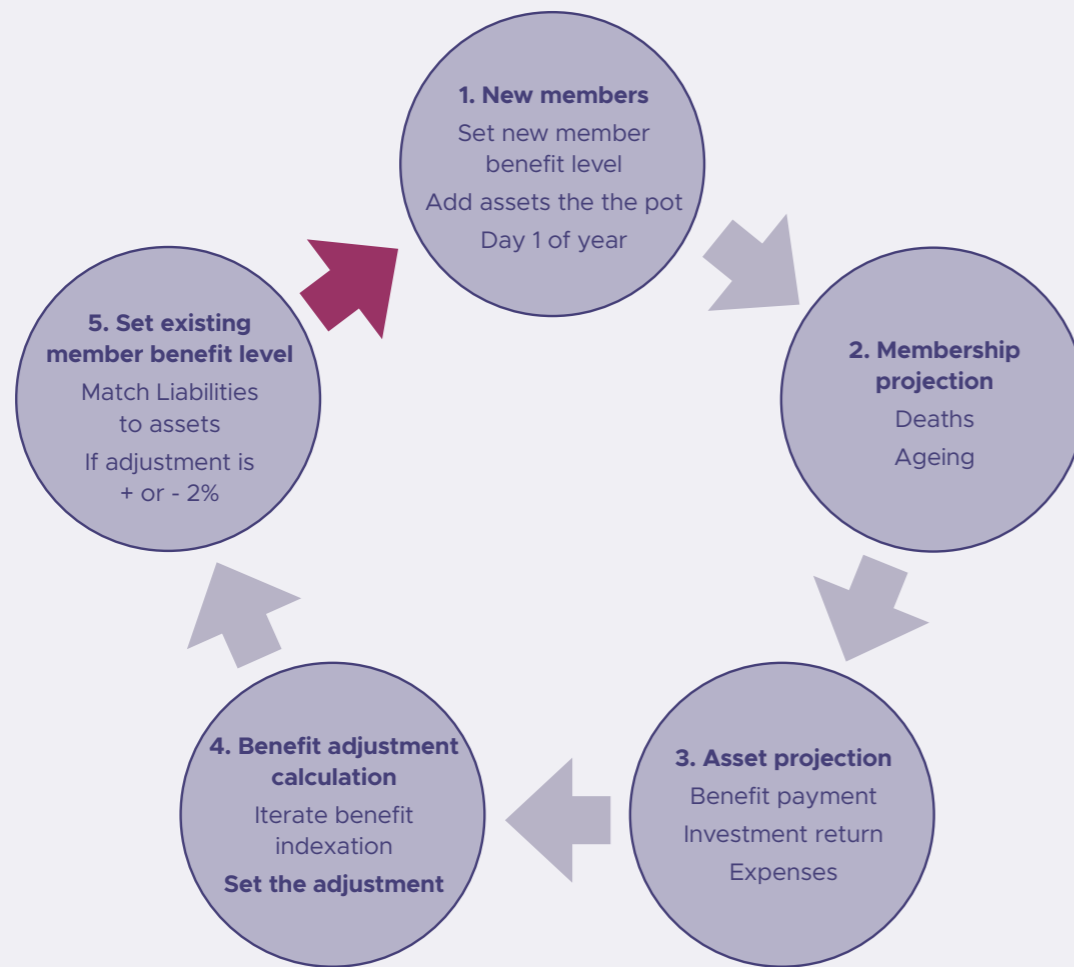 1. New members
Set new member
benefit level
Add assets the the pot
Day 1 of year
2. Membership
projection
Deaths
Ageing
3. Asset projection
Benefit payment
Investment return
Expenses
4. Benefit adjustment
calculation
Iterate benefit
indexation
Set the adjustment
5. Set existing
member benefit level
Match Liabilities
to assets
If adjustment is
+ or - 2%